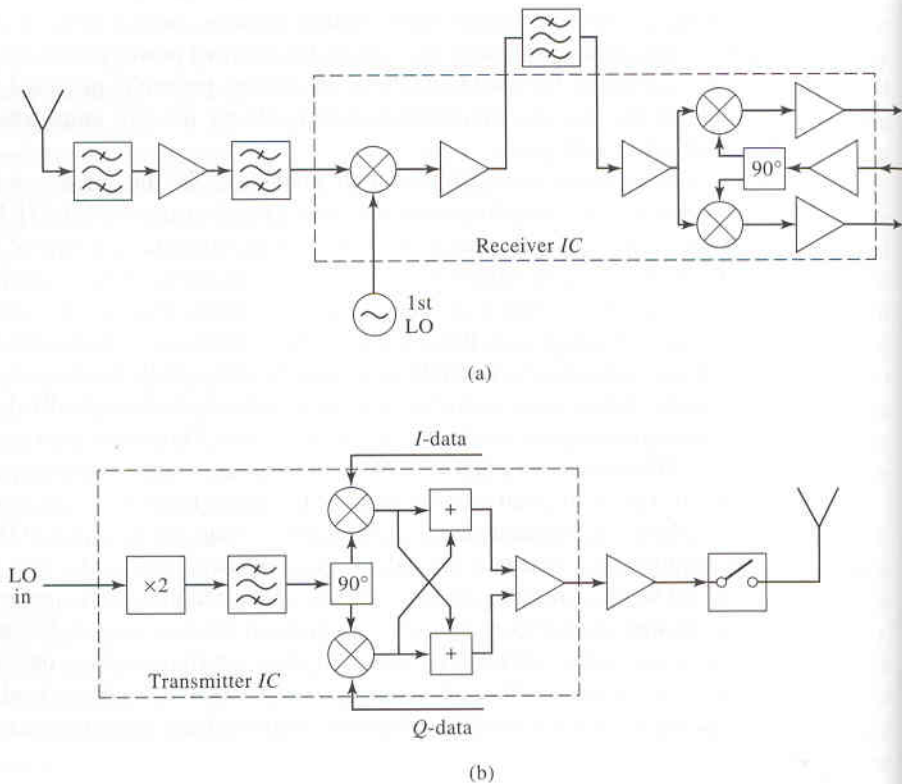 90°
Receiver IC
1st
LO
(a)
I-data
+
LO
in
×2
90°
+
Transmitter IC
Q-data
(b)